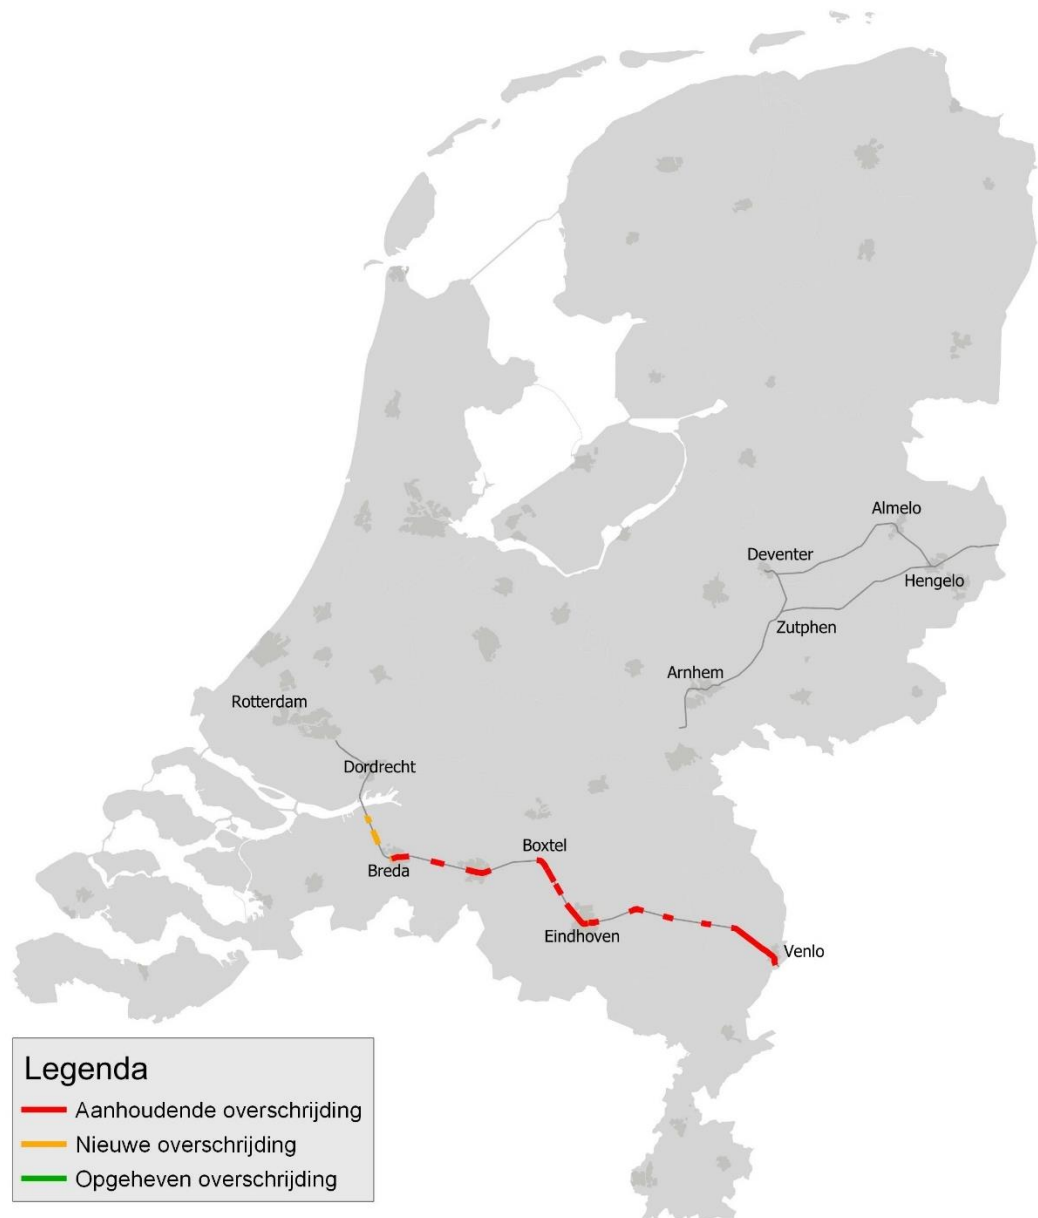 Almelo
Deventer
Hengelo
Zutphen
Arnhem
Rotterdam
Dordrecht
Boxtel
Breda
Eindhoven
Venlo
Legenda
Aanhoudende overschrijding
Nieuwe overschrijding
Opgeheven overschrijding